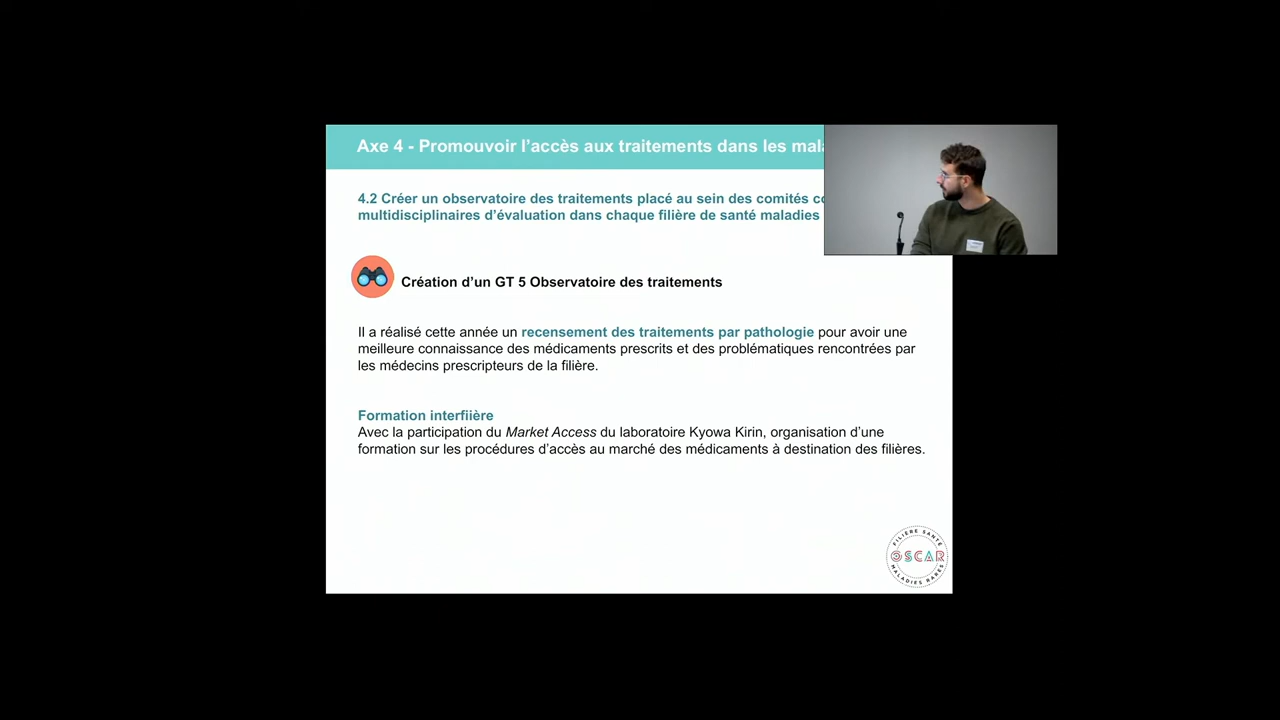 Axe 4 - Promouvoir l'accès aux traitements dans les
4.2 Créer un observatoire des traitements placé au sein des comités
multidisciplinaires d'évaluation dans chaque filière de santé maladies
Création d'un GT 5 Observatoire des traitements
Il a réalisé cette année un recensement des traitements par pathologie pour avoir une
meilleure connaissance des médicaments prescrits et des problématiques rencontrées par
les médecins prescripteurs de la filière.
Formation interfiière
Avec la participation du Market Access du laboratoire Kyowa Kirin, organisation d'une
formation sur les procédures d'accès au marché des médicaments à destination des filières.
FILIÈRE SANTÉ
OSCAR
MALADIES RARES